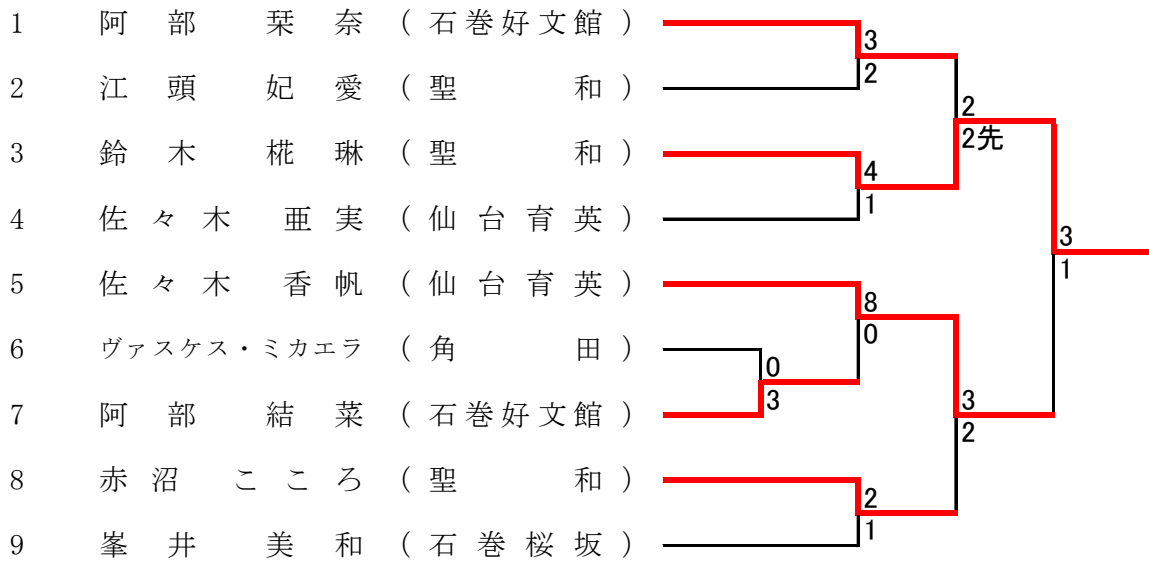 1 阿部 栞奈 (石巻好文館)
3
2
2 江頭 妃愛 (聖和)
2
2先
3 鈴木 椛琳 (聖和)
4
1
4 佐々木 亜実 (仙台育英)
3
1
5 佐々木 香帆 (仙台育英)
8
0
6 ヴァスケス・ミカエラ (角田)
0
3
7 阿部 結菜 (石巻好文館)
3
2
8 赤沼 こころ (聖和)
2
1
9 峯井 美和 (石巻桜坂)